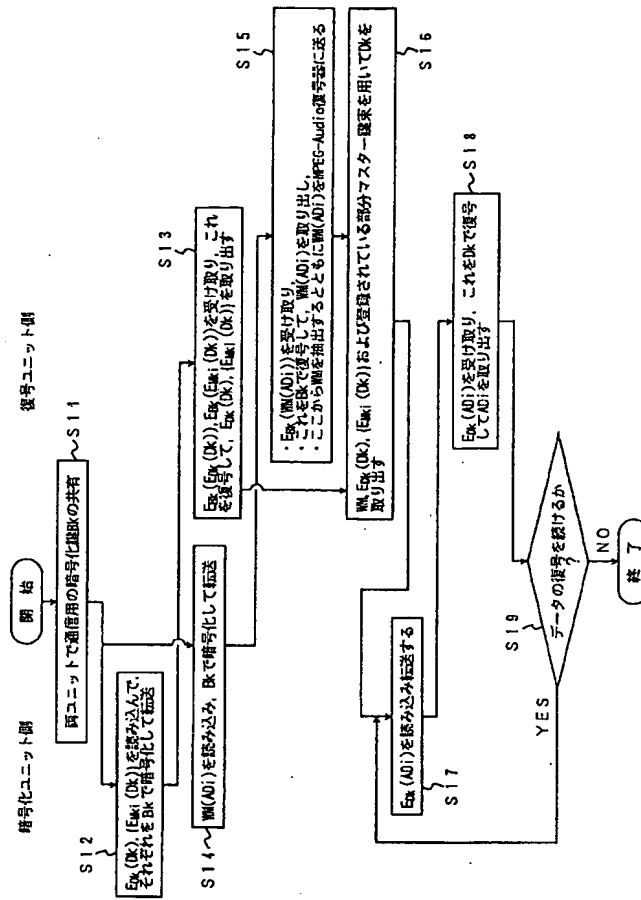 暗号化ユニット側
復号ユニット側
開始
両ユニットで通信用の暗号化鍵Bkの共有
S11
EDK(Dk), {EMKi(Dk)}を読み込んで,
それぞれを Bkで暗号化して転送
S12
EBK(EDK(Dk)), EBK(EMKi(Dk))を受け取り, これ
を復号して, EDK(Dk), {EMKi(Dk)}を取り出す
S13
WM(ADi)を読み込み, Bkで暗号化して転送
S14
・EBK(WM(ADi))を受け取り,
・これをBkで復号して, WM(ADi)を取り出し,
・ここからWMを抽出するとともにWM(ADi)をMPEG-Audio復号器に送る
S15
WM, EDK(Dk), {EMKi(Dk)}および登録されている部分マスター鍵束を用いてDkを
取り出す
S16
EDK(ADi)を読み込み転送する
S17
EDK(ADi)を受け取り, これをDkで復号
してADiを取り出す
S18
データの復号を続けるか
?
S19
YES
NO
終了